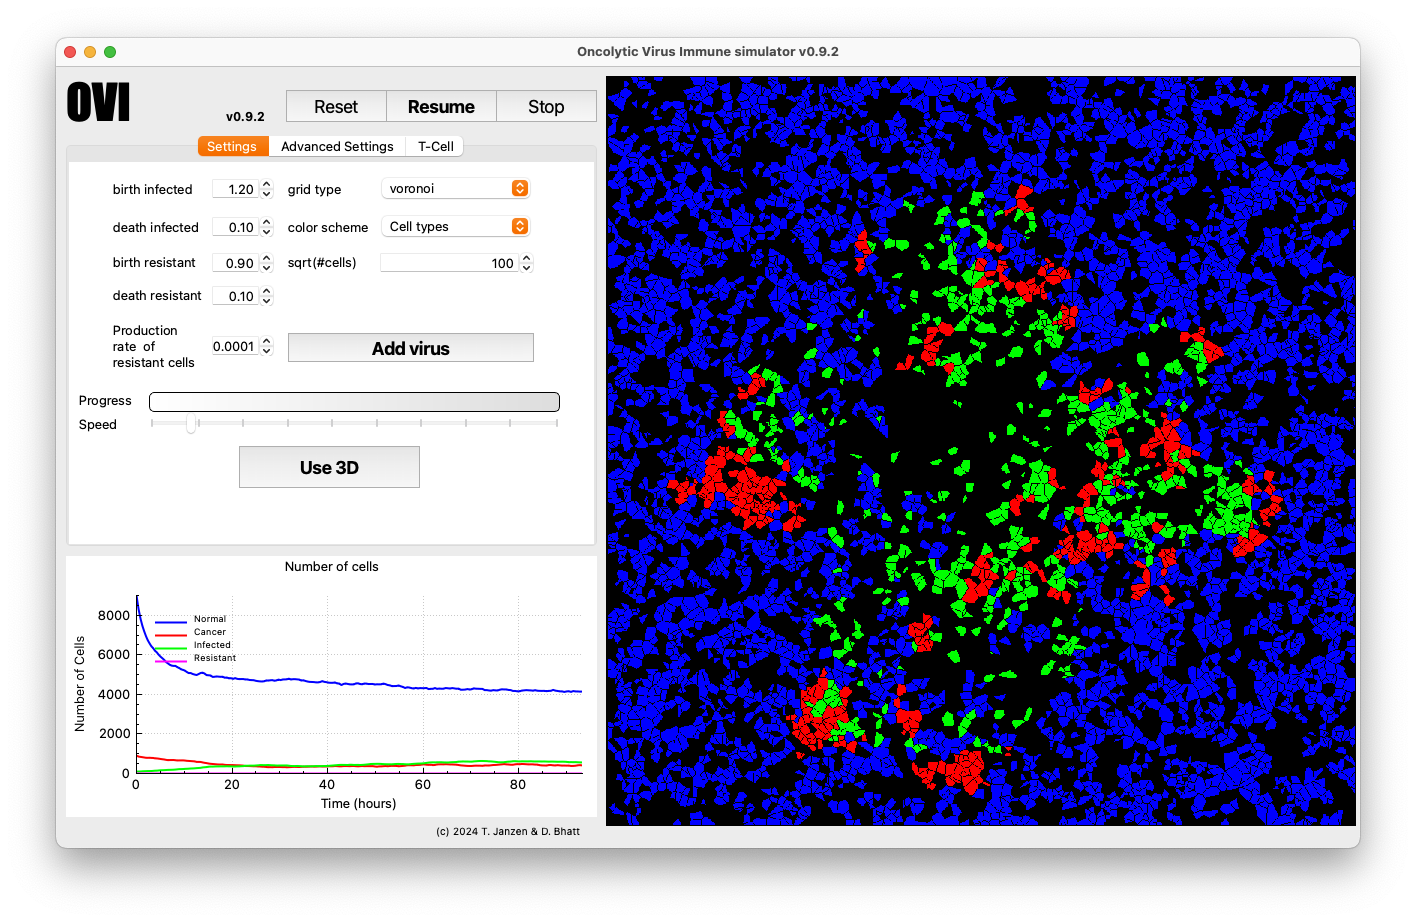 Oncolytic Virus Immune simulator v0.9.2
OVI
v0.9.2
Reset
Resume
Stop
Settings
Advanced Settings
T-Cell
birth infected
1.20
grid type
voronoi
death infected
0.10
color scheme
Cell types
birth resistant
0.90
sqrt(#cells)
100
death resistant
0.10
Production
rate of
resistant cells
0.0001
Add virus
Progress
Speed
Use 3D
Number of cells
Number of Cells
8000
6000
4000
2000
0
Normal
Cancer
Infected
Resistant
0
20
40
60
80
Time (hours)
(c) 2024 T. Janzen & D. Bhatt